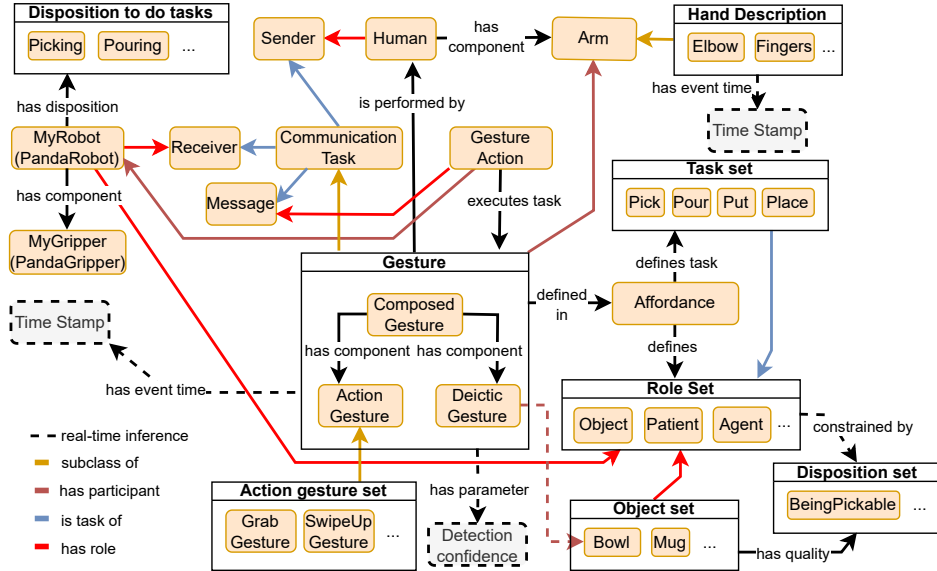 Disposition to do tasks
Picking
Pouring
...
Sender
Human
has
component
Arm
Hand Description
Elbow
Fingers
...
has disposition
is performed by
has event time
Time Stamp
MyRobot
(PandaRobot)
Receiver
Communication
Task
Gesture
Action
Task set
Pick
Pour
Put
Place
has component
Message
executes task
MyGripper
(PandaGripper)
Gesture
defines task
Time Stamp
Composed
Gesture
defined
in
Affordance
has component
has component
defines
has event time
Action
Gesture
Deictic
Gesture
Role Set
Object
Patient
Agent
...
constrained by
real-time inference
subclass of
has participant
is task of
has role
Action gesture set
Grab
Gesture
SwipeUp
Gesture
...
has parameter
Detection
confidence
Object set
Bowl
Mug
...
has quality
Disposition set
BeingPickable
...